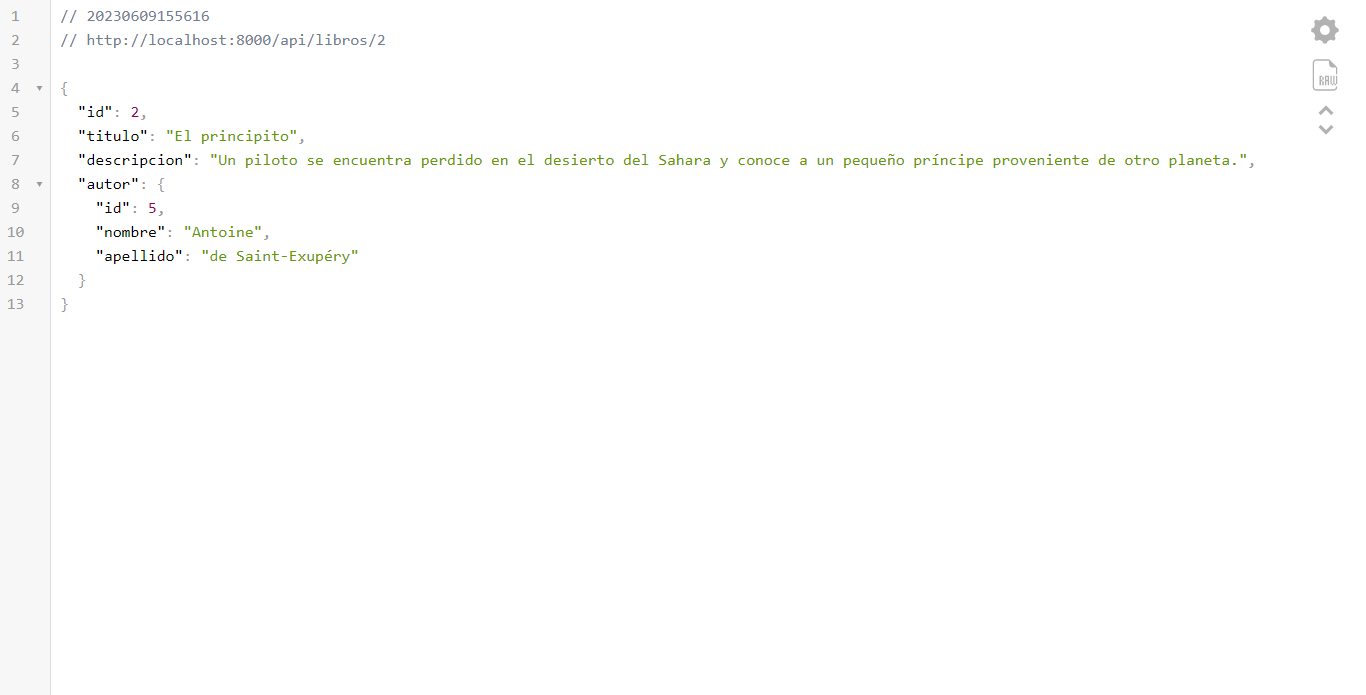 1 // 20230609155616
2 // http://localhost:8000/api/libros/2
3
4 {
5 "id": 2,
6 "titulo": "El principito",
7 "descripcion": "Un piloto se encuentra perdido en el desierto del Sahara y conoce a un pequeño príncipe proveniente de otro planeta.",
8 "autor": {
9 "id": 5,
10 "nombre": "Antoine",
11 "apellido": "de Saint-Exupéry"
12 }
13 }
RAW